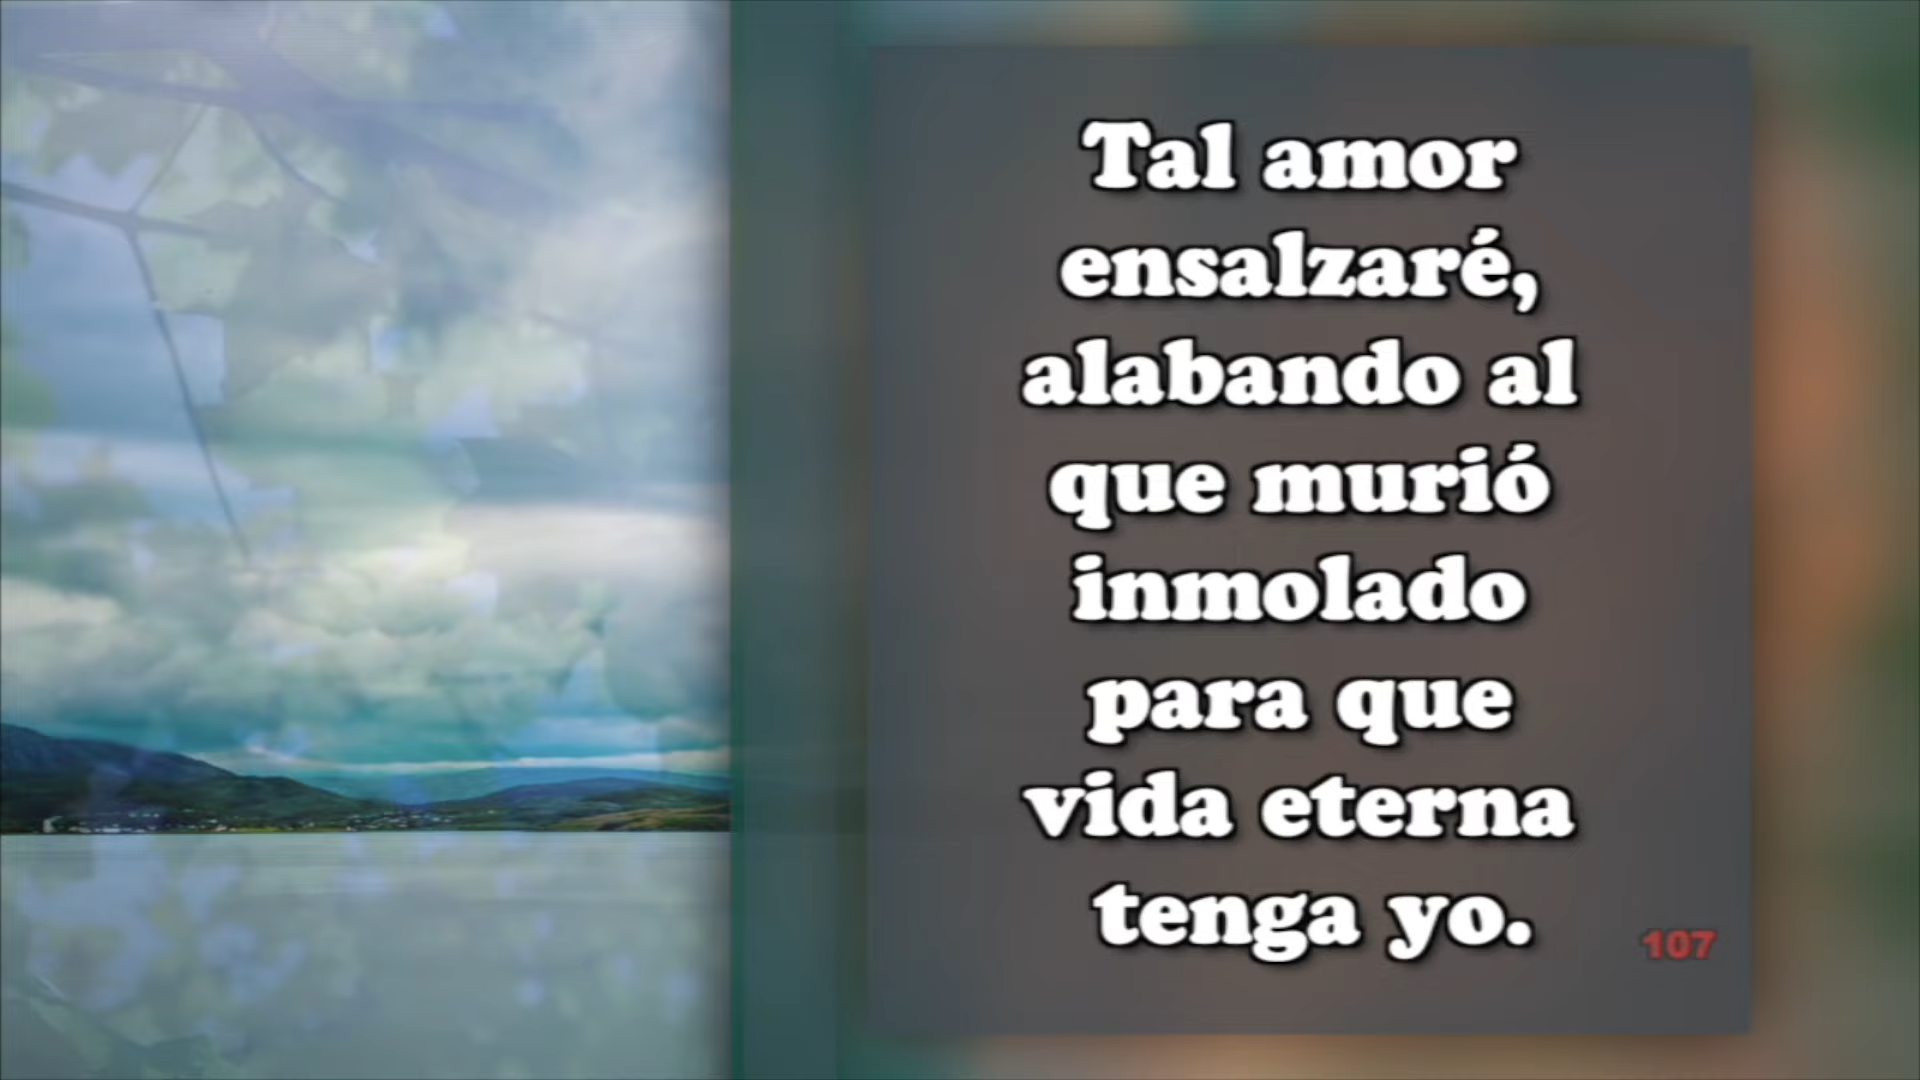 Tal amor
ensalzaré,
alabando al
que murió
inmolado
para que
vida eterna
tenga yo.
107